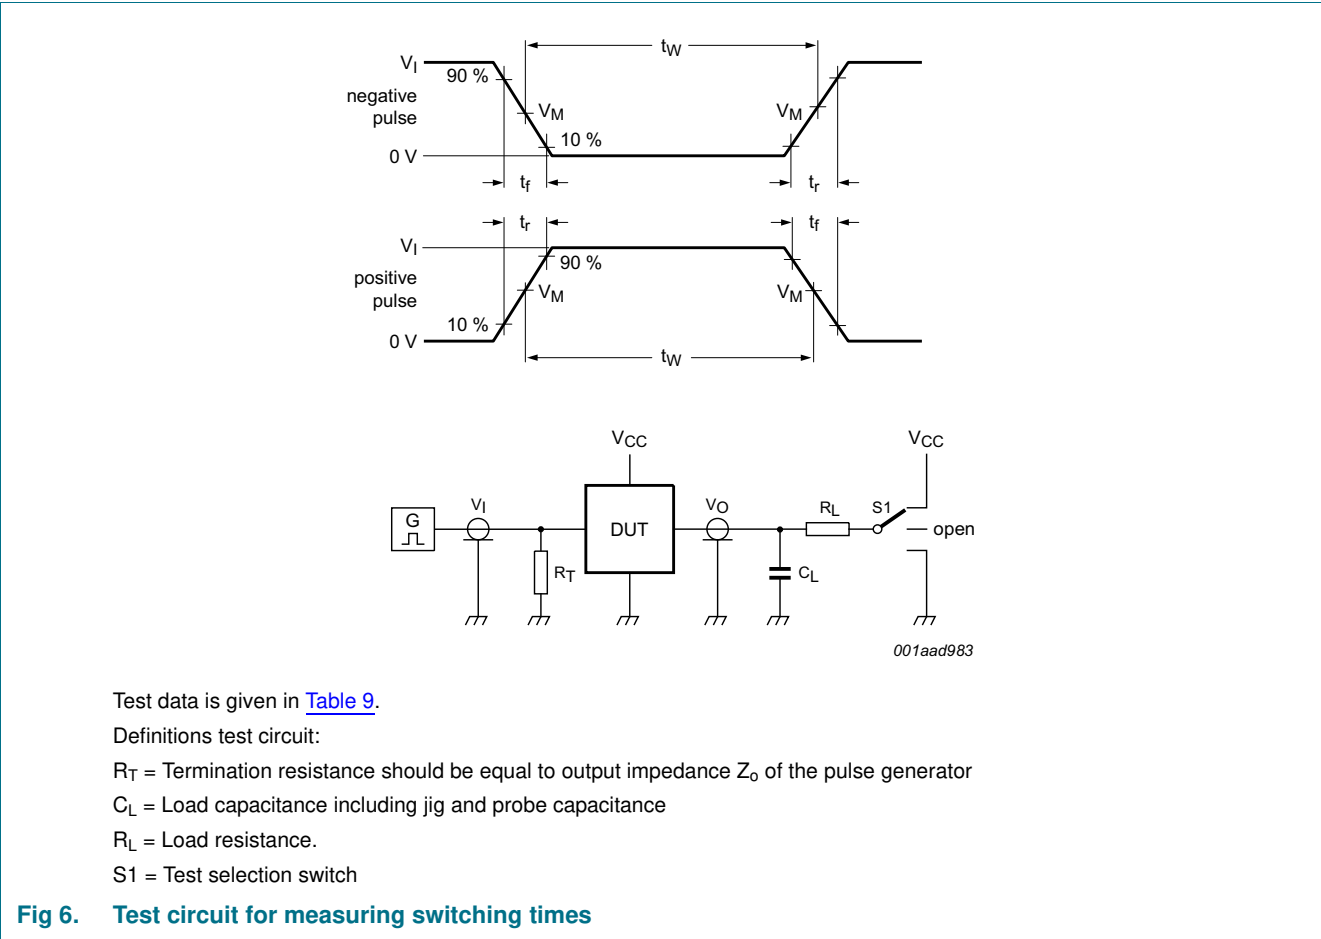 tW
VI
90 %
negative
pulse
VM
VM
10 %
0 V
tf
tr
tr
tf
VI
90 %
positive
pulse
VM
VM
10 %
0 V
tW
VCC
VCC
G
VI
DUT
VO
RL
S1
open
RT
CL
001aad983
Test data is given in Table 9.
Definitions test circuit:
RT = Termination resistance should be equal to output impedance Zo of the pulse generator
CL = Load capacitance including jig and probe capacitance
RL = Load resistance.
S1 = Test selection switch
Fig 6. Test circuit for measuring switching times